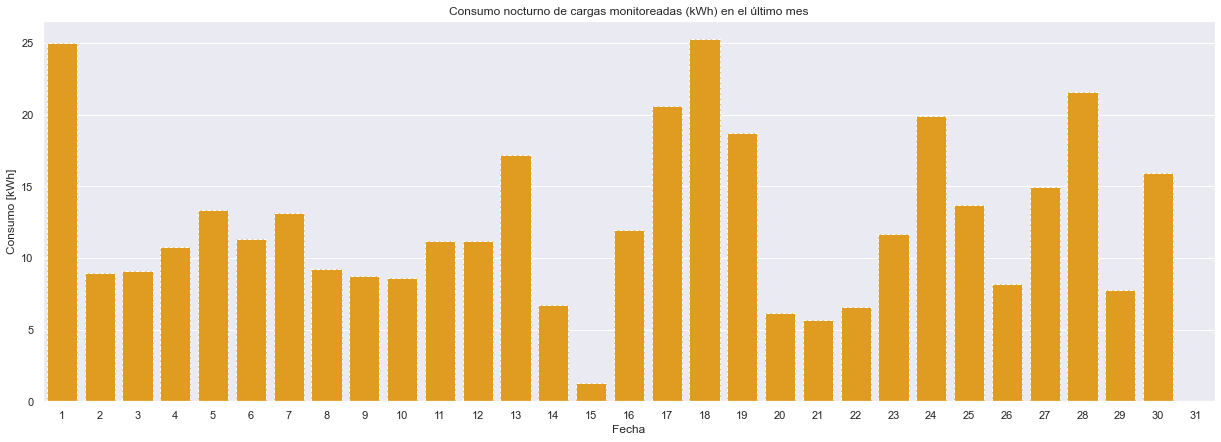 Consumo nocturno de cargas monitoreadas (kWh) en el último mes
Consumo [kWh]
25
20
15
10
5
0
1 2 3 4 5 6 7 8 9 10 11 12 13 14 15 16 17 18 19 20 21 22 23 24 25 26 27 28 29 30 31
Fecha